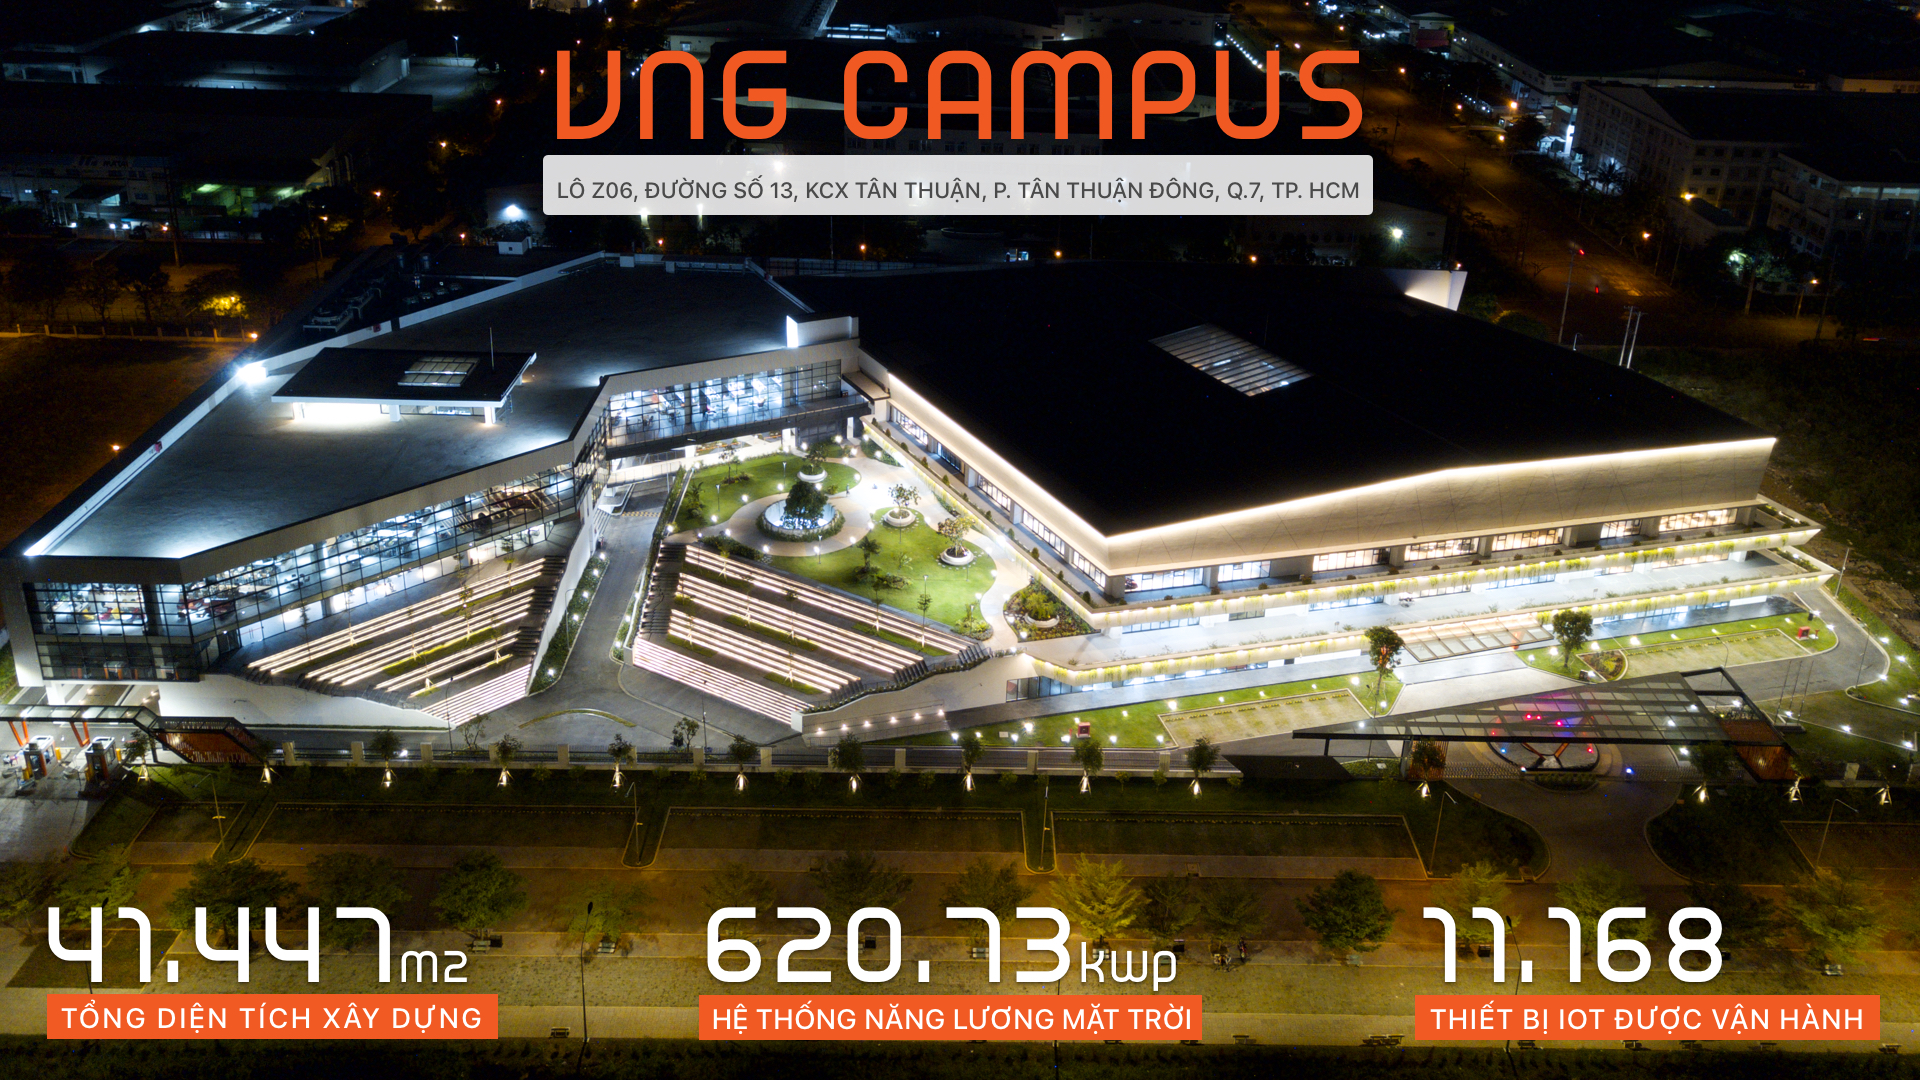 VNG CAMPUS
LÔ Z06, ĐƯỜNG SỐ 13, KCX TÂN THUẬN, P. TÂN THUẬN ĐÔNG, Q.7, TP. HCM
41.447m2
TỔNG DIỆN TÍCH XÂY DỰNG
620.73kwp
HỆ THỐNG NĂNG LƯƠNG MẶT TRỜI
11.168
THIẾT BỊ IOT ĐƯỢC VẬN HÀNH